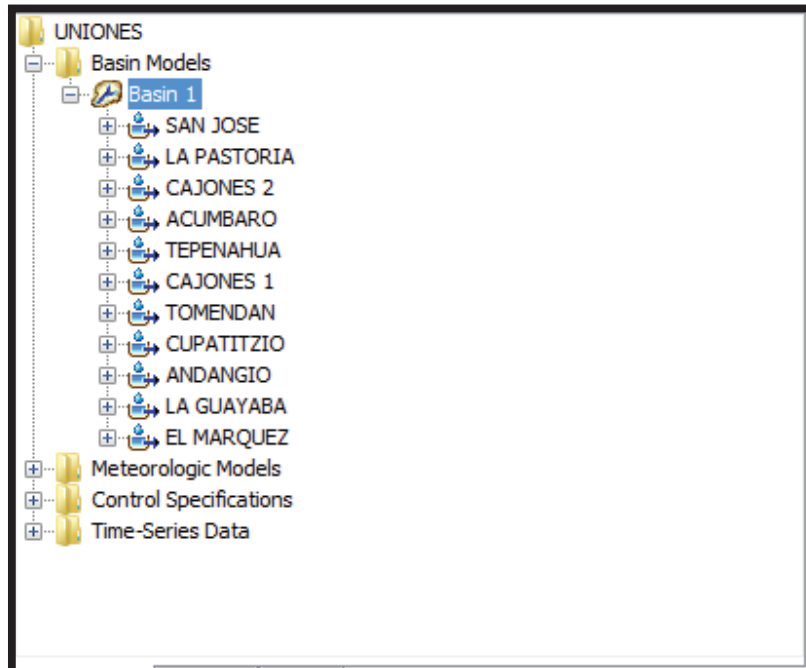 UNIONES
Basin Models
Basin 1
SAN JOSE
LA PASTORIA
CAJONES 2
ACUMBARO
TEPENAHUA
CAJONES 1
TOMENDAN
CUPATITZIO
ANDANGIO
LA GUAYABA
EL MARQUEZ
Meteorologic Models
Control Specifications
Time-Series Data